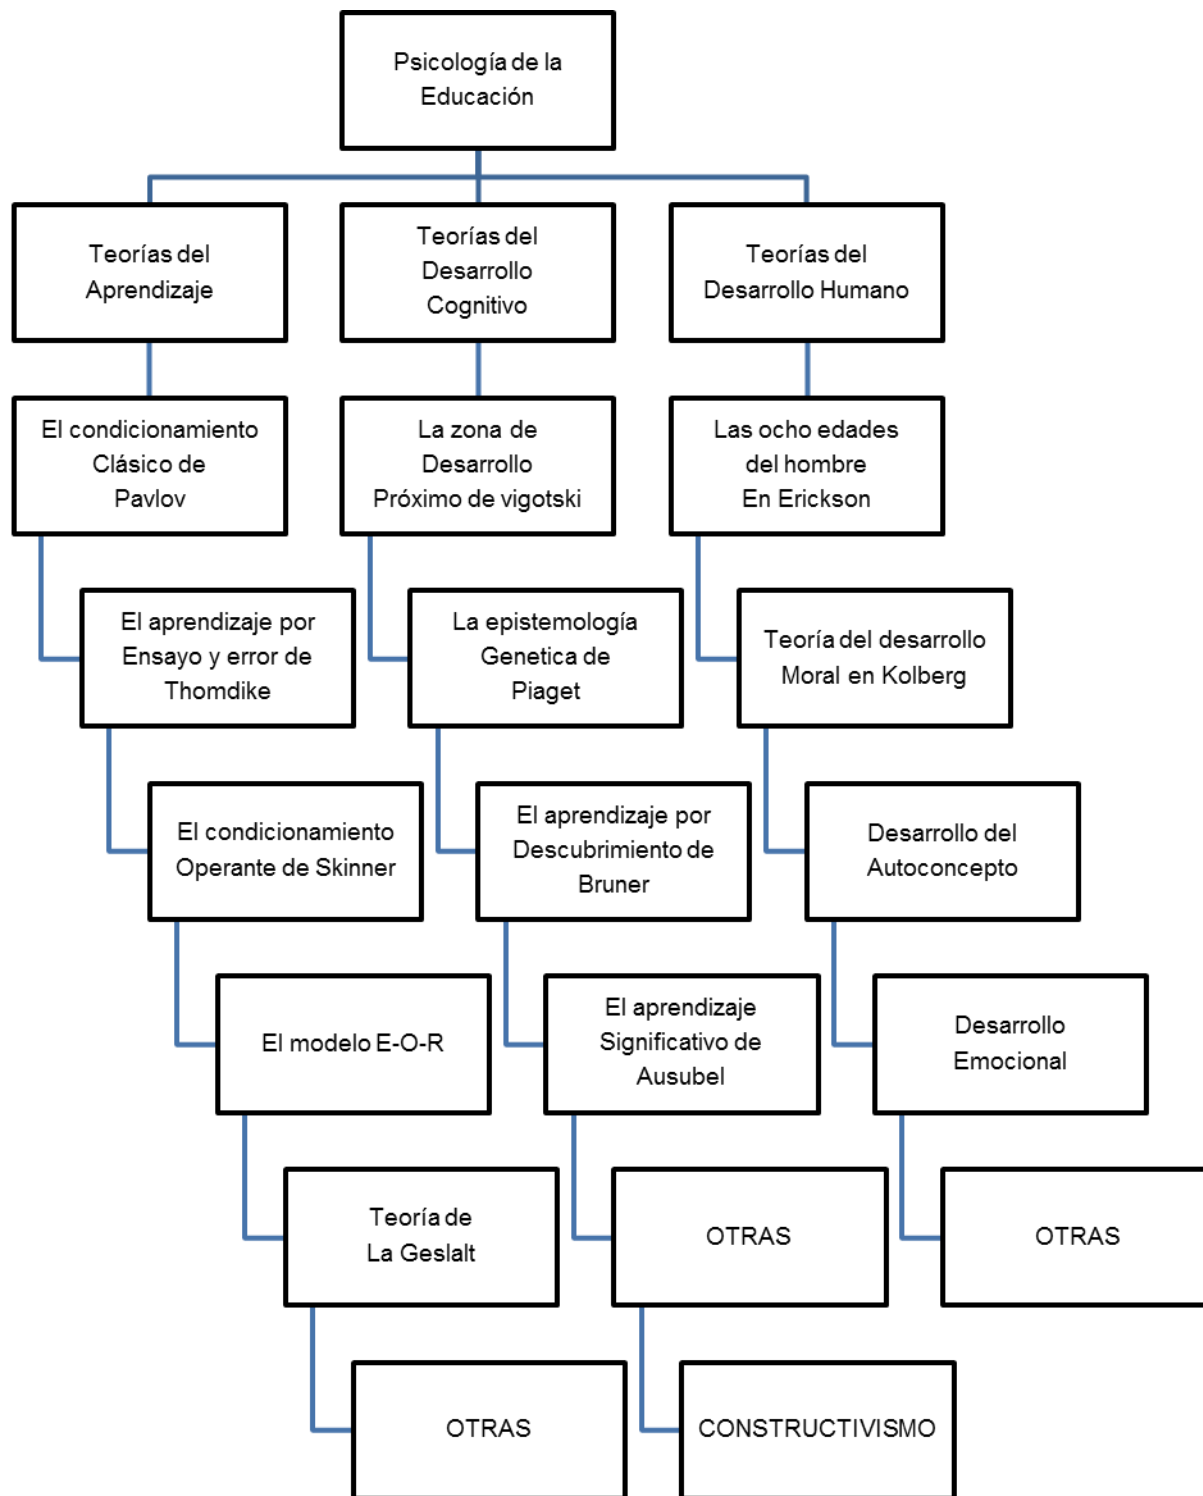 Psicología de la
Educación
Teorías del
Aprendizaje
Teorías del
Desarrollo
Cognitivo
Teorías del
Desarrollo Humano
El condicionamiento
Clásico de
Pavlov
La zona de
Desarrollo
Próximo de vigotski
Las ocho edades
del hombre
En Erickson
El aprendizaje por
Ensayo y error de
Thomdike
La epistemología
Genetica de
Piaget
Teoría del desarrollo
Moral en Kolberg
El condicionamiento
Operante de Skinner
El aprendizaje por
Descubrimiento de
Bruner
Desarrollo del
Autoconcepto
El modelo E-O-R
El aprendizaje
Significativo de
Ausubel
Desarrollo
Emocional
Teoría de
La Geslalt
OTRAS
OTRAS
OTRAS
CONSTRUCTIVISMO